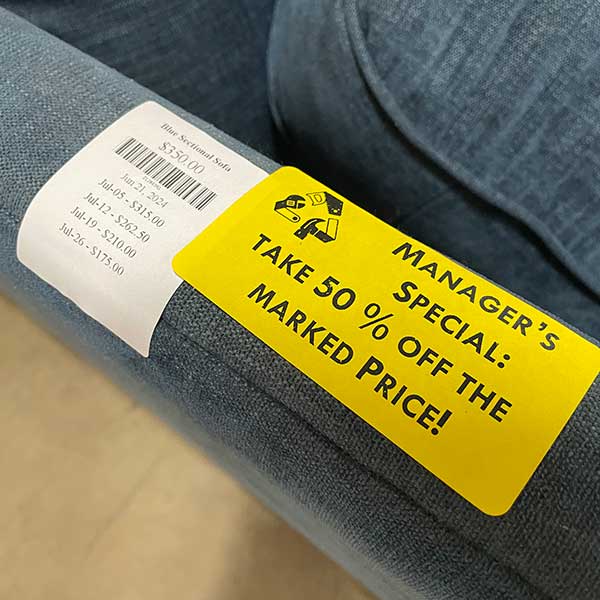 Blue Sectional Sofa
$350.00
Jun 21, 2024
Jul-05 - $315.00
Jul-12 - $262.50
Jul-19 - $210.00
Jul-26 - $175.00
MANAGER'S
SPECIAL:
TAKE 50 % OFF THE
MARKED PRICE!